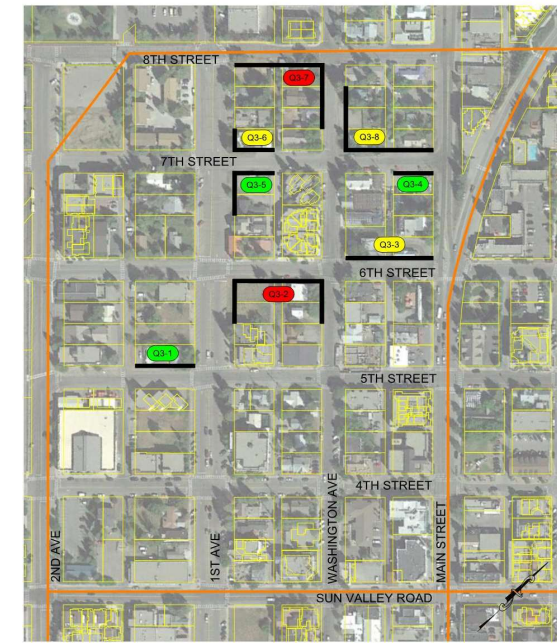 8TH STREET
Q3-7
Q3-6
Q3-8
7TH STREET
Q3-5
Q3-4
Q3-3
6TH STREET
Q3-2
Q3-1
5TH STREET
4TH STREET
2ND AVE
1ST AVE
WASHINGTON AVE
MAIN STREET
SUN VALLEY ROAD